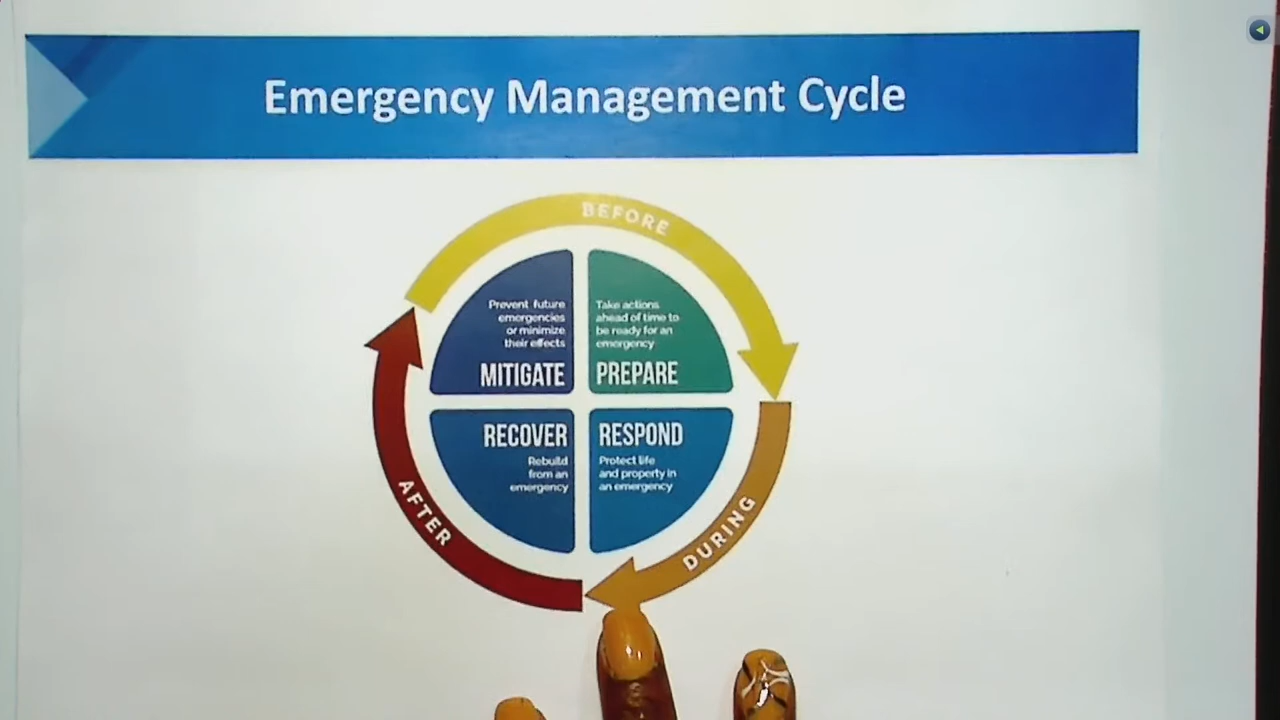 Emergency Management Cycle
BEFORE
Prevent future
emergencies
or minimize
their effects
MITIGATE
Take actions
ahead of time to
be ready for an
emergency
PREPARE
RECOVER
Rebuild
from an
emergency
RESPOND
Protect life
and property in
an emergency
AFTER
DURING